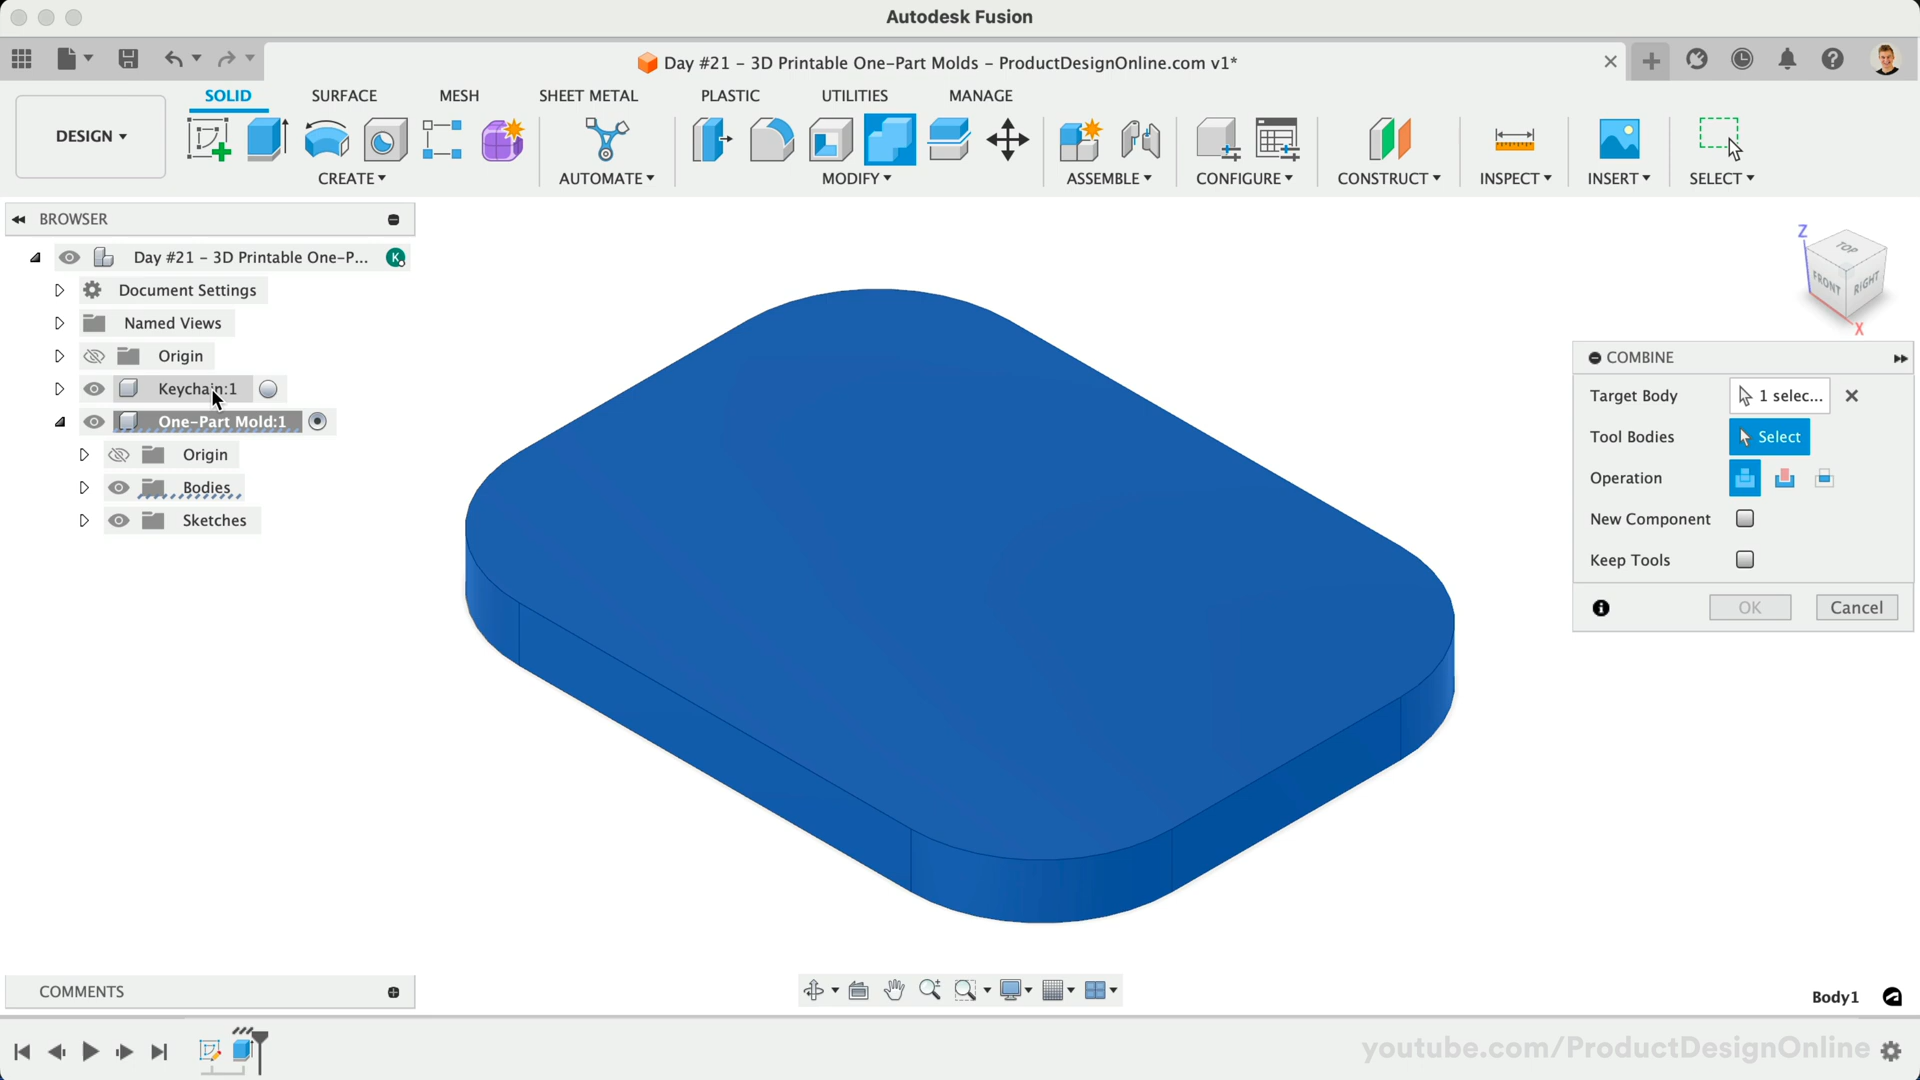 Autodesk Fusion
Day #21 – 3D Printable One-Part Molds – ProductDesignOnline.com v1*
DESIGN
SOLID SURFACE MESH SHEET METAL PLASTIC UTILITIES MANAGE
CREATE AUTOMATE MODIFY ASSEMBLE CONFIGURE CONSTRUCT INSPECT INSERT SELECT
BROWSER
Day #21 – 3D Printable One-P...
K
Document Settings
Named Views
Origin
Keychain:1
One-Part Mold:1
Origin
Bodies
Sketches
Z
TOP
FRONT
RIGHT
X
COMBINE
Target Body 1 selec...
Tool Bodies Select
Operation
New Component
Keep Tools
OK Cancel
COMMENTS
Body1
youtube.com/ProductDesignOnline